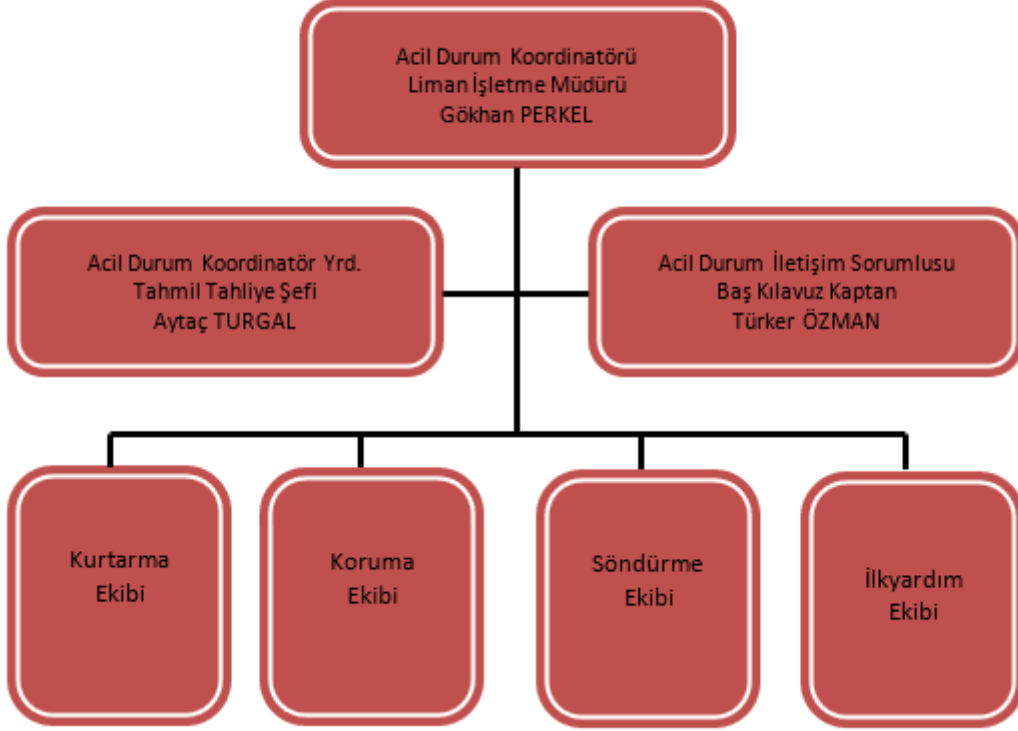 Acil Durum Koordinatörü
Liman İşletme Müdürü
Gökhan PERKEL
Acil Durum Koordinatör Yrd.
Tahmil Tahliye Şefi
Aytaç TURGAL
Acil Durum İletişim Sorumlusu
Baş Kılavuz Kaptan
Türker ÖZMAN
Kurtarma
Ekibi
Koruma
Ekibi
Söndürme
Ekibi
İlkyardım
Ekibi